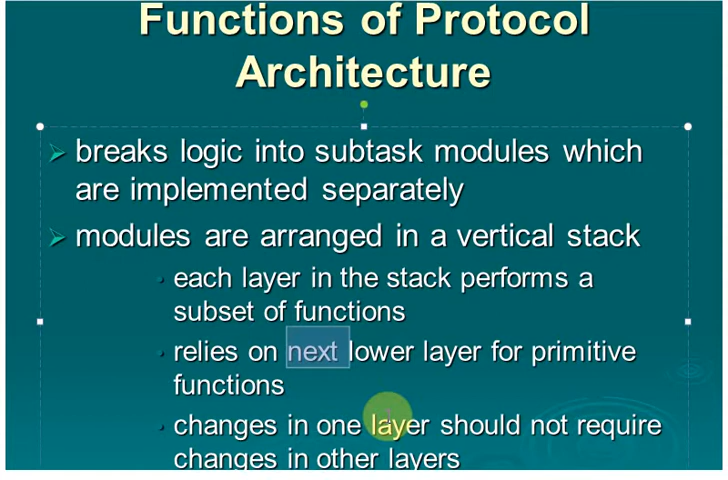 Functions of Protocol
Architecture
breaks logic into subtask modules which
are implemented separately
modules are arranged in a vertical stack
each layer in the stack performs a
subset of functions
relies on next lower layer for primitive
functions
changes in one layer should not require
changes in other layers